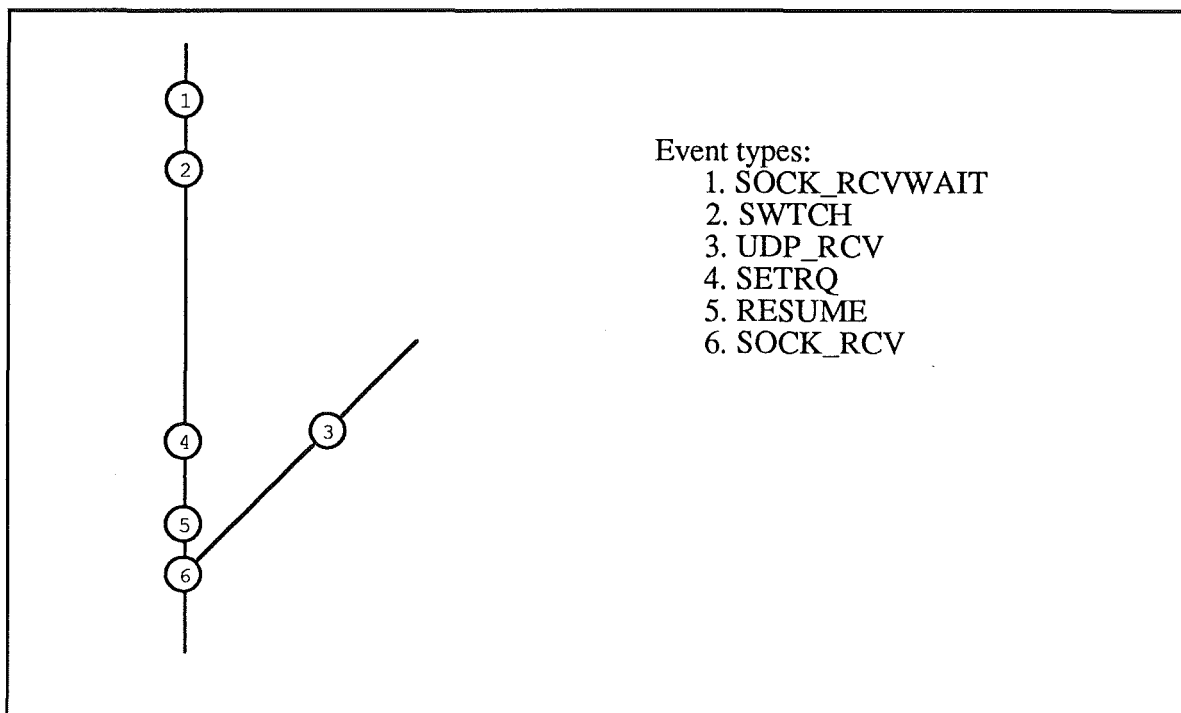 1
2
3
4
5
6
Event types:
1. SOCK_RCVWAIT
2. SWTCH
3. UDP_RCV
4. SETRQ
5. RESUME
6. SOCK_RCV